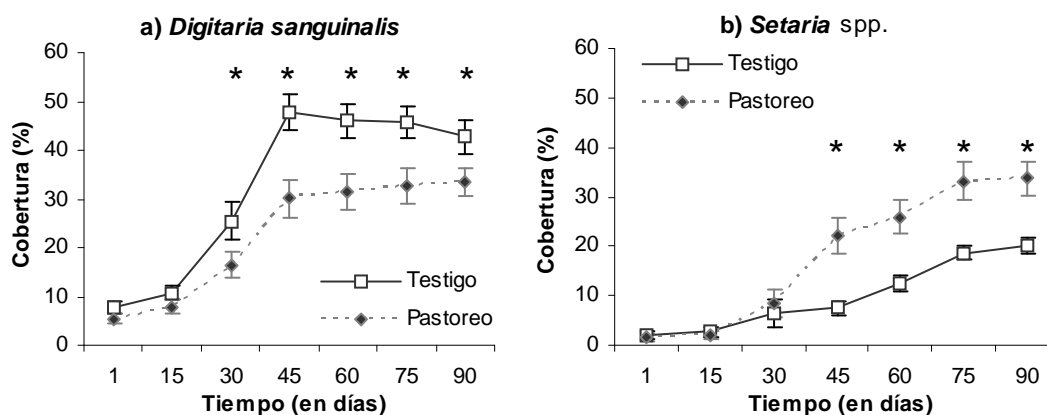 a) Digitaria sanguinalis
60
50
40
30
20
10
0
Cobertura (%)
* * * * *
Testigo
Pastoreo
1 15 30 45 60 75 90
Tiempo (en días)
b) Setaria spp.
60
50
40
30
20
10
0
Cobertura (%)
Testigo
Pastoreo
* * * *
1 15 30 45 60 75 90
Tiempo (en días)